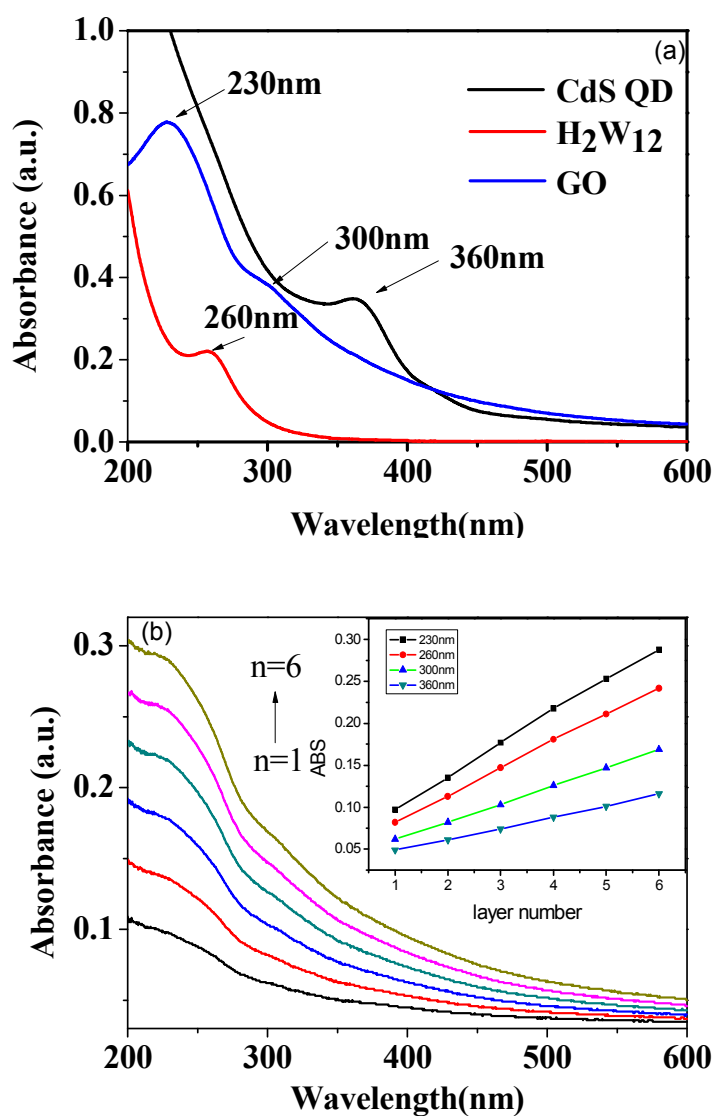 (a)
1.0
0.8
0.6
0.4
0.2
0.0
Absorbance (a.u.)
230nm
300nm
360nm
260nm
CdS QD
H₂W₁₂
GO
200 300 400 500 600
Wavelength(nm)
(b)
0.3
0.2
0.1
Absorbance (a.u.)
n=6
n=1
0.30
0.25
0.20
0.15
0.10
0.05
ABS
230nm
260nm
300nm
360nm
1 2 3 4 5 6
layer number
200 300 400 500 600
Wavelength(nm)